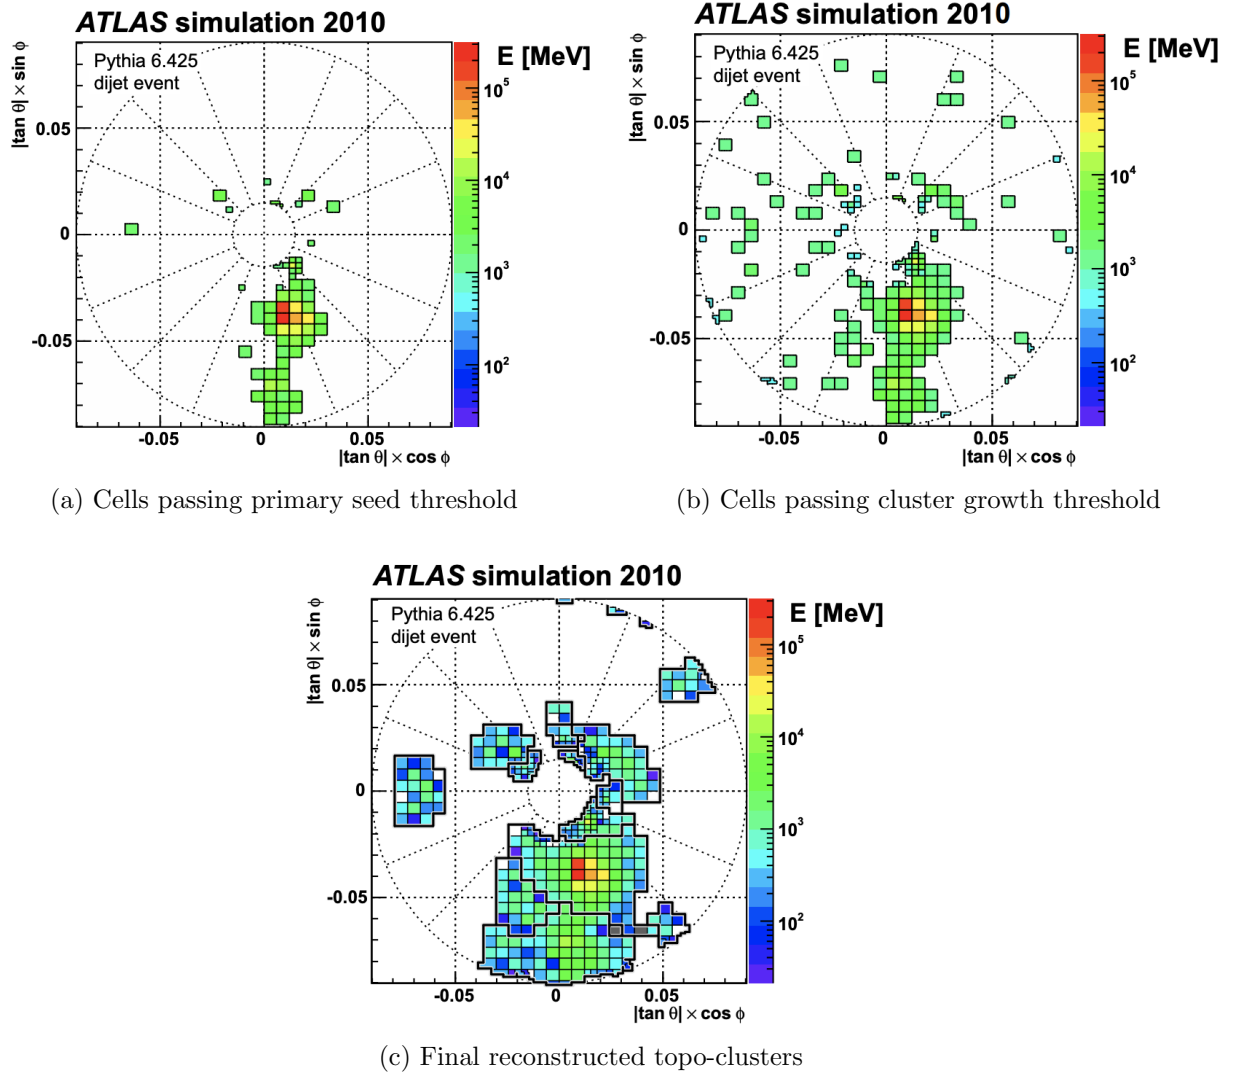 ATLAS simulation 2010
Pythia 6.425
dijet event
E [MeV]
|tan θ| × sin ϕ
0.05
0
-0.05
-0.05 0 0.05
|tan θ| × cos ϕ
10⁵
10⁴
10³
10²
(a) Cells passing primary seed threshold
ATLAS simulation 2010
Pythia 6.425
dijet event
E [MeV]
|tan θ| × sin ϕ
0.05
0
-0.05
-0.05 0 0.05
|tan θ| × cos ϕ
10⁵
10⁴
10³
10²
(b) Cells passing cluster growth threshold
ATLAS simulation 2010
Pythia 6.425
dijet event
E [MeV]
|tan θ| × sin ϕ
0.05
0
-0.05
-0.05 0 0.05
|tan θ| × cos ϕ
10⁵
10⁴
10³
10²
(c) Final reconstructed topo-clusters